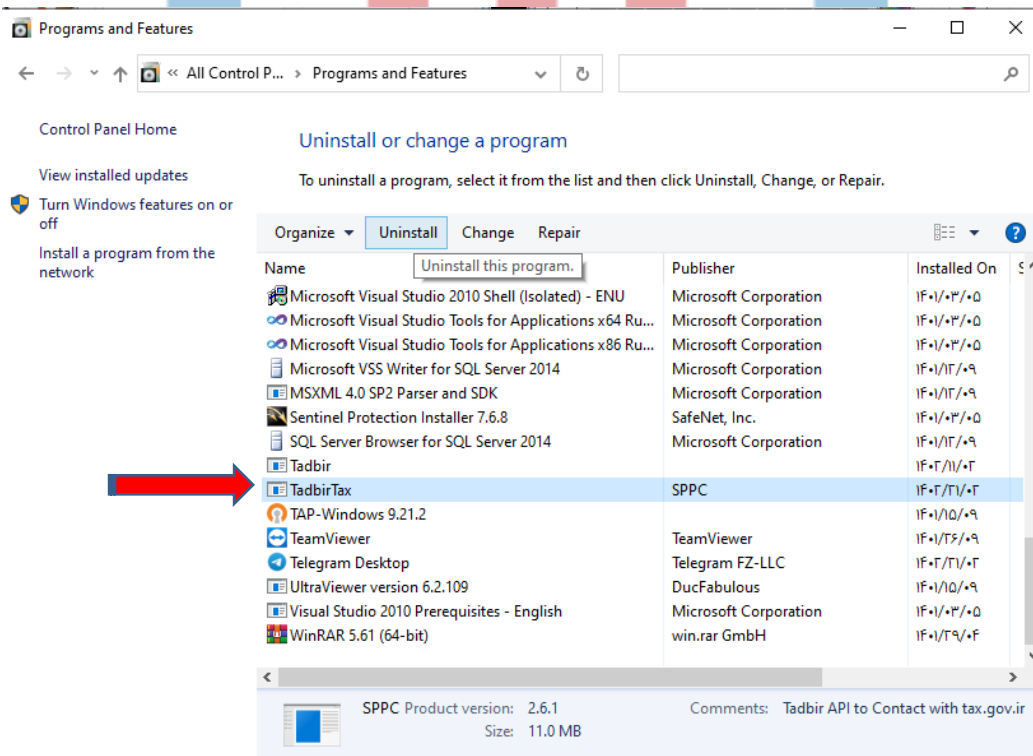 Programs and Features
« All Control P... > Programs and Features
Control Panel Home
View installed updates
Turn Windows features on or
off
Install a program from the
network
Uninstall or change a program
To uninstall a program, select it from the list and then click Uninstall, Change, or Repair.
Organize Uninstall Change Repair
Uninstall this program.
Name Publisher Installed On
Microsoft Visual Studio 2010 Shell (Isolated) - ENU Microsoft Corporation ۱۴۰۱/۰۳/۰۵
Microsoft Visual Studio Tools for Applications x64 Ru... Microsoft Corporation ۱۴۰۱/۰۳/۰۵
Microsoft Visual Studio Tools for Applications x86 Ru... Microsoft Corporation ۱۴۰۱/۰۳/۰۵
Microsoft VSS Writer for SQL Server 2014 Microsoft Corporation ۱۴۰۱/۱۲/۰۹
MSXML 4.0 SP2 Parser and SDK Microsoft Corporation ۱۴۰۱/۱۲/۰۹
Sentinel Protection Installer 7.6.8 SafeNet, Inc. ۱۴۰۱/۰۳/۰۵
SQL Server Browser for SQL Server 2014 Microsoft Corporation ۱۴۰۱/۱۲/۰۹
Tadbir ۱۴۰۲/۱۱/۰۲
TadbirTax SPPC ۱۴۰۲/۲۱/۰۲
TAP-Windows 9.21.2 ۱۴۰۱/۱۵/۰۹
TeamViewer TeamViewer ۱۴۰۱/۲۶/۰۹
Telegram Desktop Telegram FZ-LLC ۱۴۰۲/۲۱/۰۲
UltraViewer version 6.2.109 DucFabulous ۱۴۰۱/۱۵/۰۹
Visual Studio 2010 Prerequisites - English Microsoft Corporation ۱۴۰۱/۰۳/۰۵
WinRAR 5.61 (64-bit) win.rar GmbH ۱۴۰۱/۲۹/۰۴
SPPC Product version: 2.6.1 Comments: Tadbir API to Contact with tax.gov.ir
Size: 11.0 MB